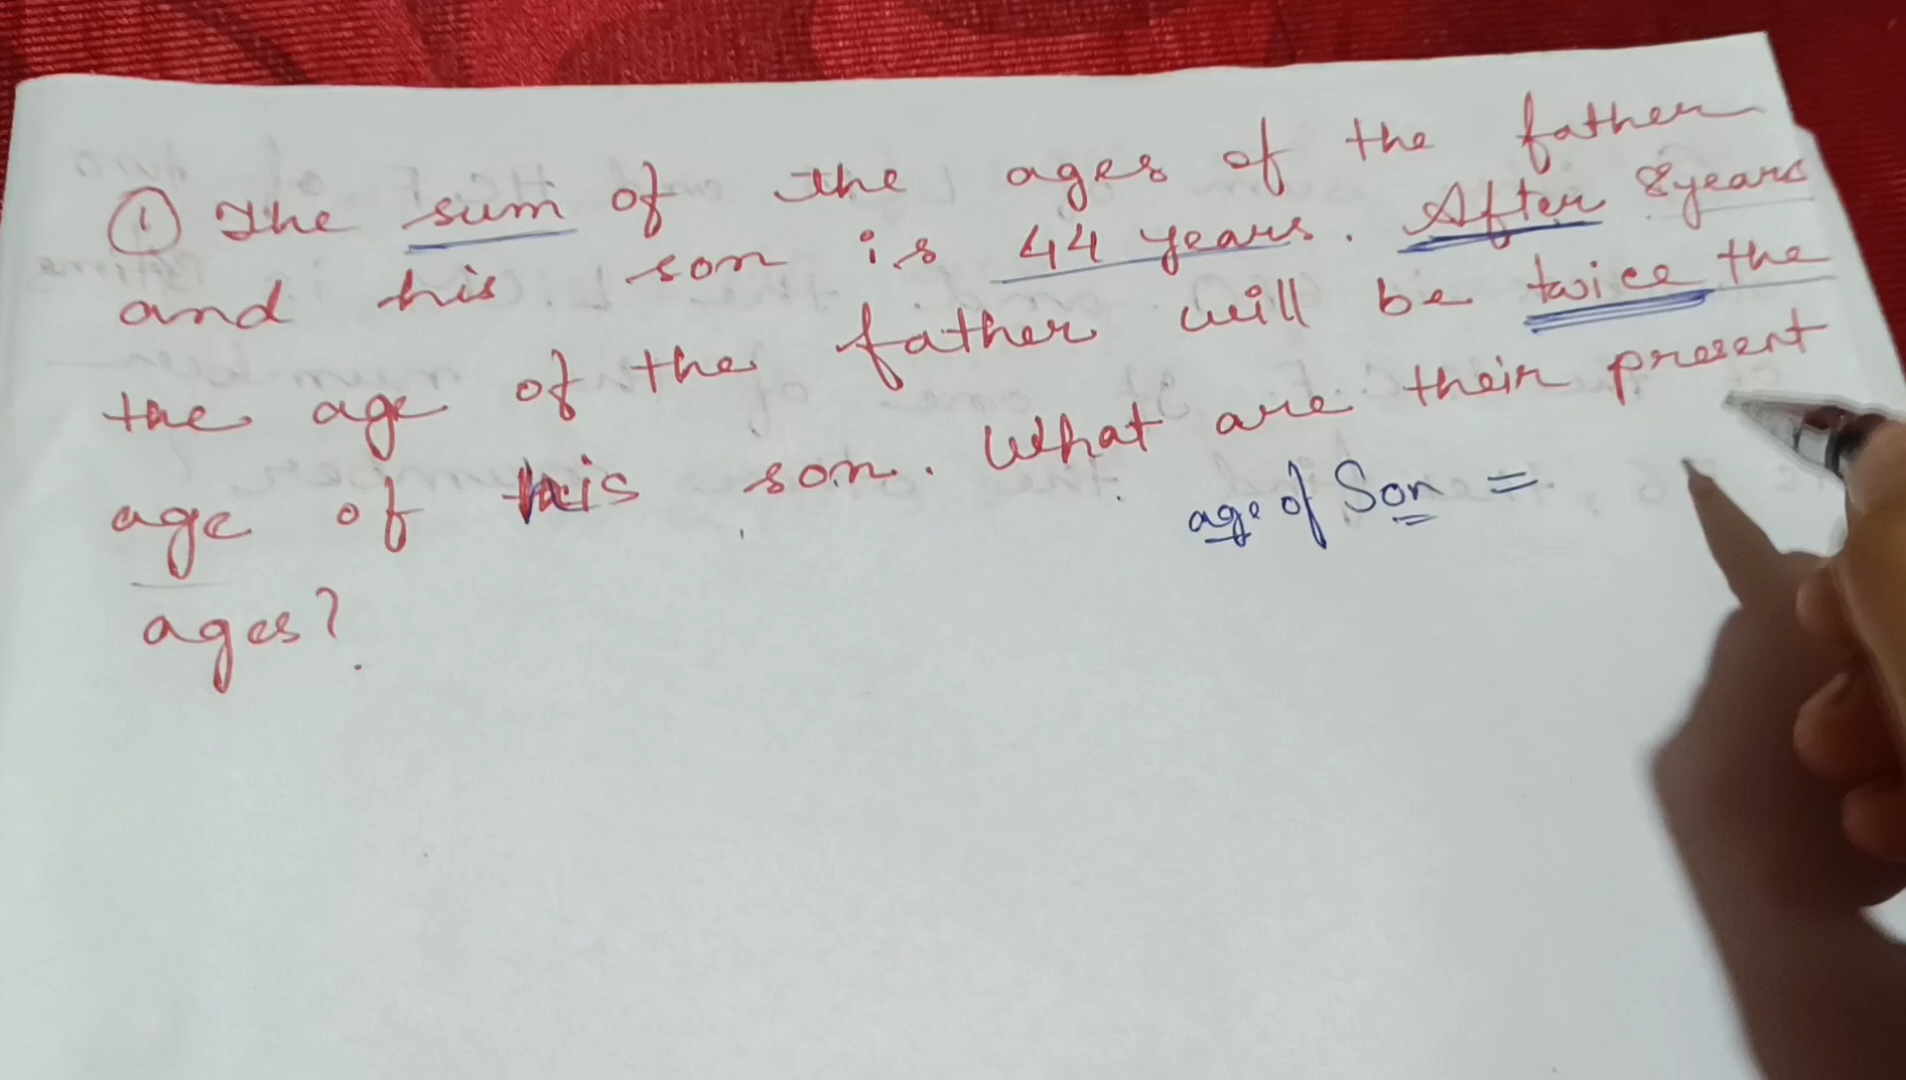 ① The sum of the ages of the father
and his son is 44 years. After 8 years
the age of the father will be twice the
age of his son. What are their present
ages?
age of Son =